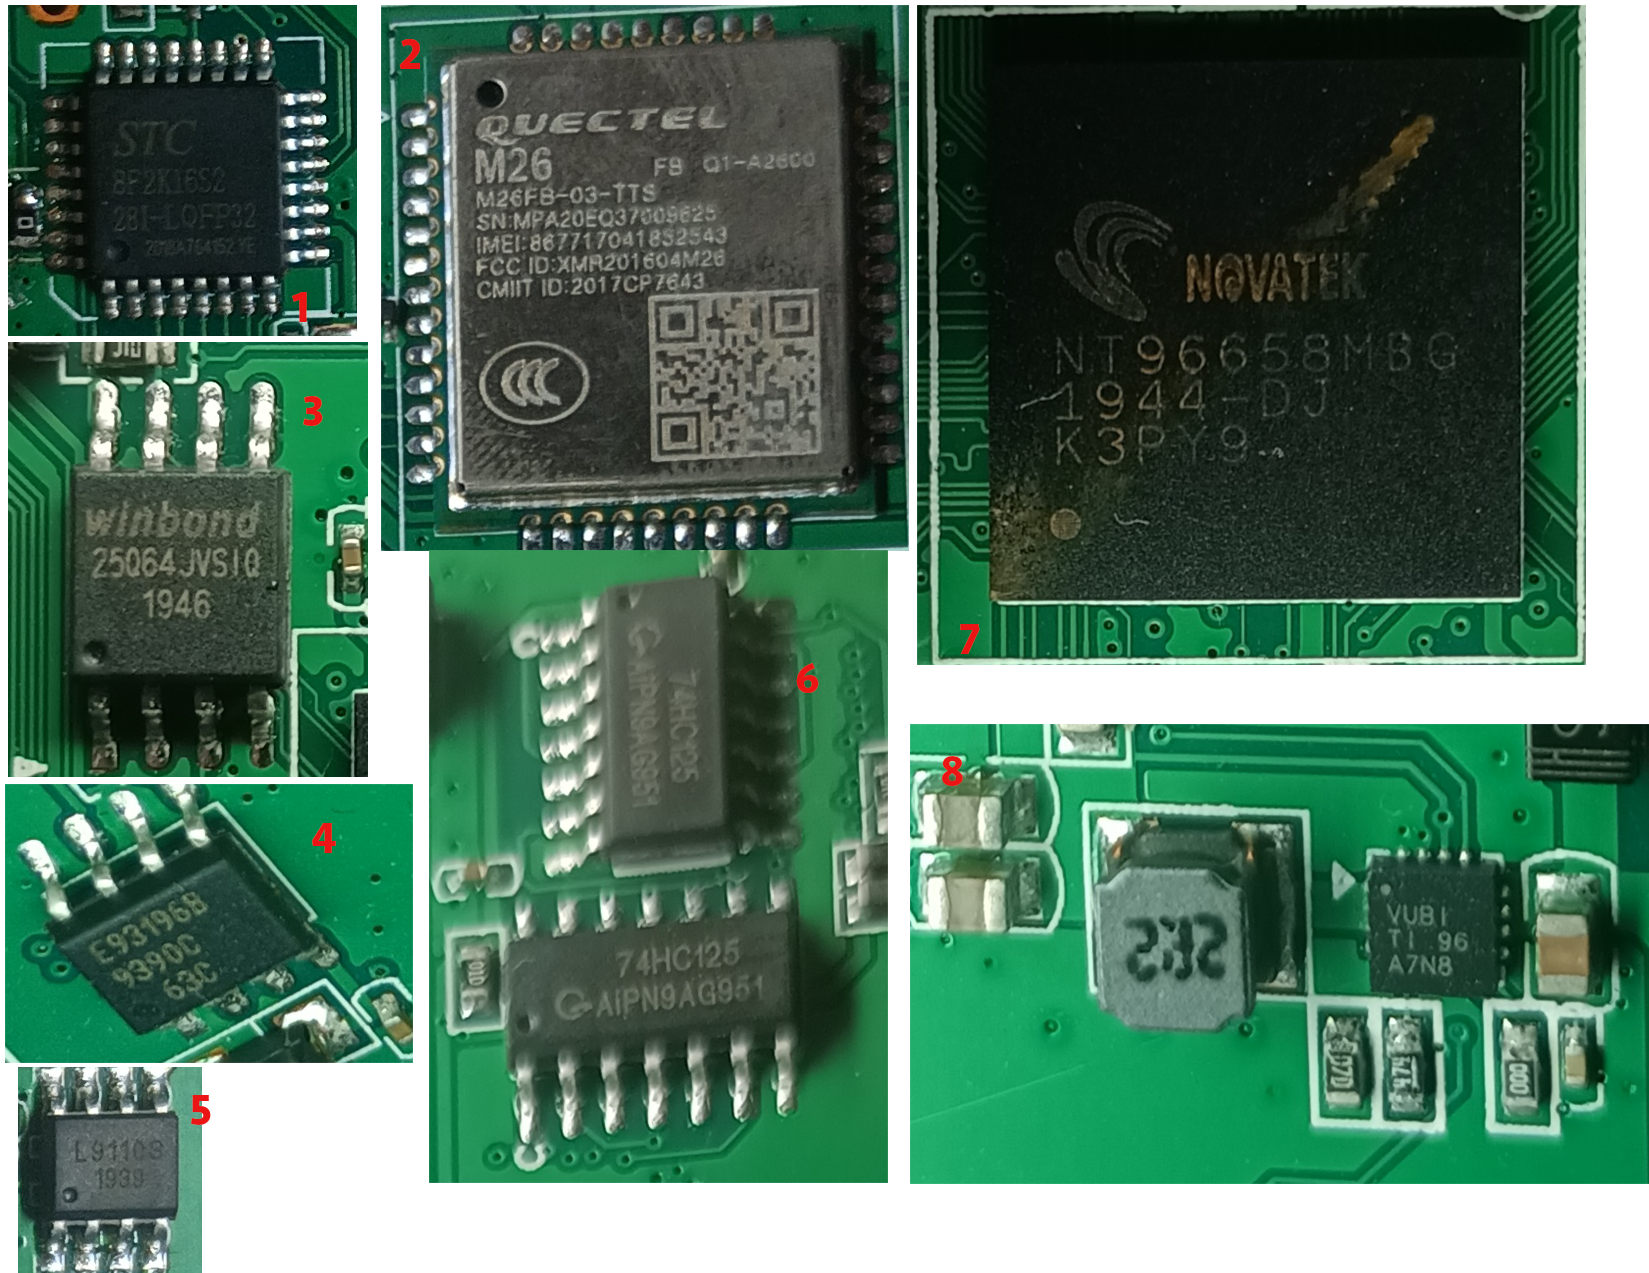 1
STC
8F2K16S2
28I-LQFP32
2
QUECTEL
M26
FB Q1-A2600
M26FB-03-TTS
SN:MPA20EQ37009625
IMEI:867717041852543
FCC ID:XMR201604M26
CMIIT ID:2017CP7643
3
winbond
25Q64JVSIQ
1946
4
E93196B
9390C
63C
5
L9110S
1939
6
74HC125
AiPN9AG951
74HC125
AiPN9AG951
7
NOVATEK
NT96658MBG
1944-DJ
K3PY9
8
2R2
VUBI
TI 96
A7N8
000